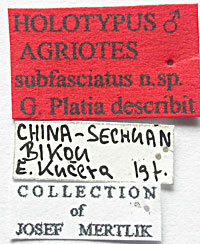 HOLOTYPUS ♂
AGRIOTES
subfasciatus n.sp.
G. Platia describit
CHINA-SECHUAN
BIKOU
E. Kučera lgt.
COLLECTION
of
JOSEF MERTLIK